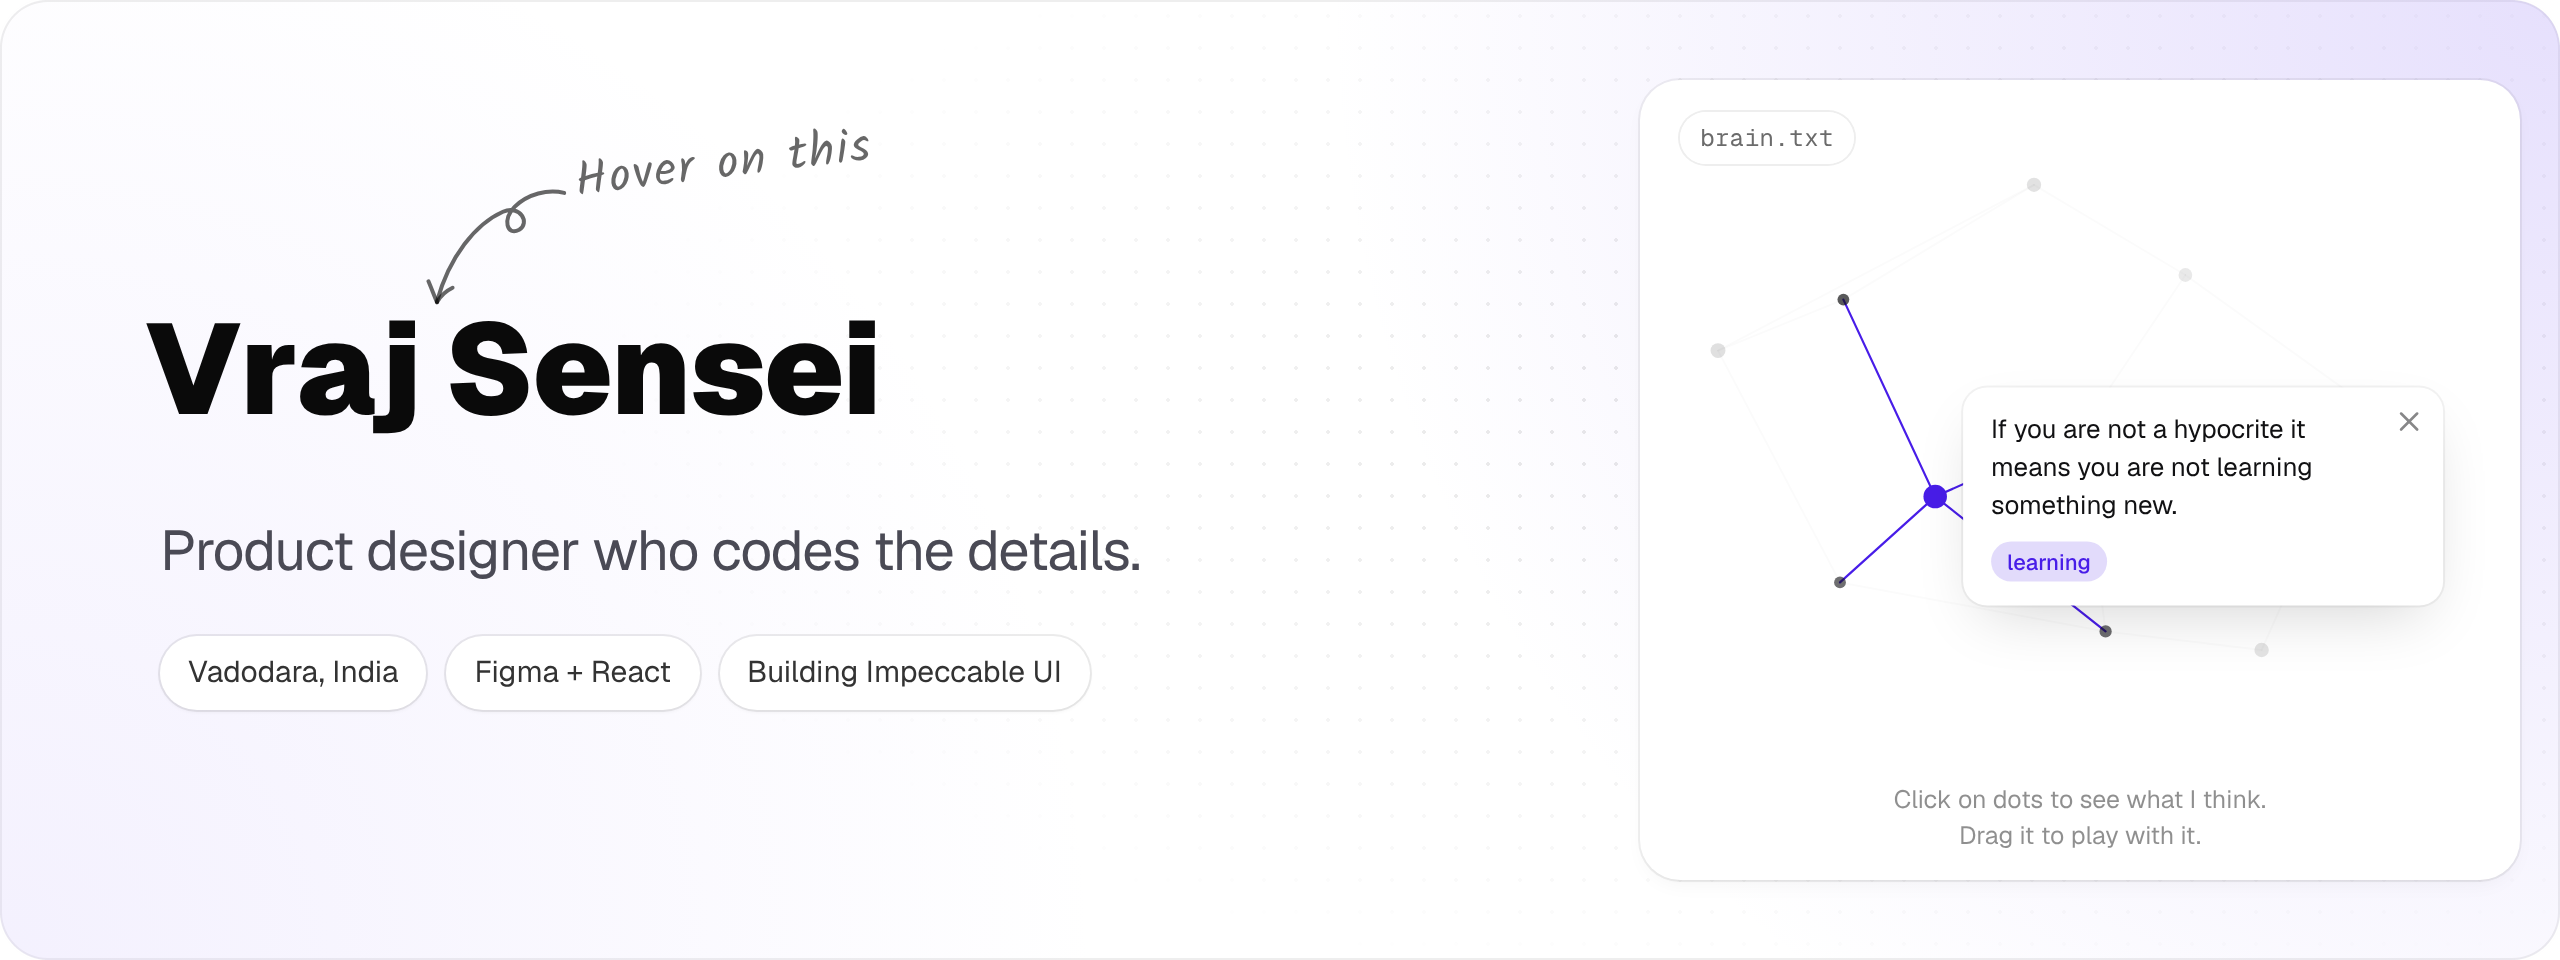 Hover on this
Vraj Sensei
Product designer who codes the details.
Vadodara, India
Figma + React
Building Impeccable UI
brain.txt
If you are not a hypocrite it
means you are not learning
something new.
learning
Click on dots to see what I think.
Drag it to play with it.